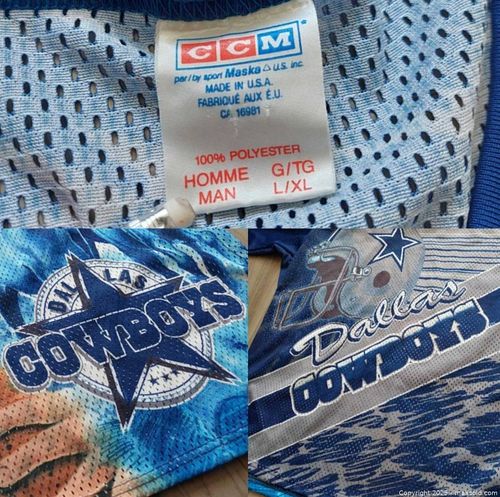 CCM
par/by sport Maska U.S. inc.
MADE IN U.S.A.
FABRIQUÉ AUX É.U.
CA 16981
100% POLYESTER
HOMME G/TG
MAN L/XL
DALLAS
COWBOYS
Dallas
COWBOYS